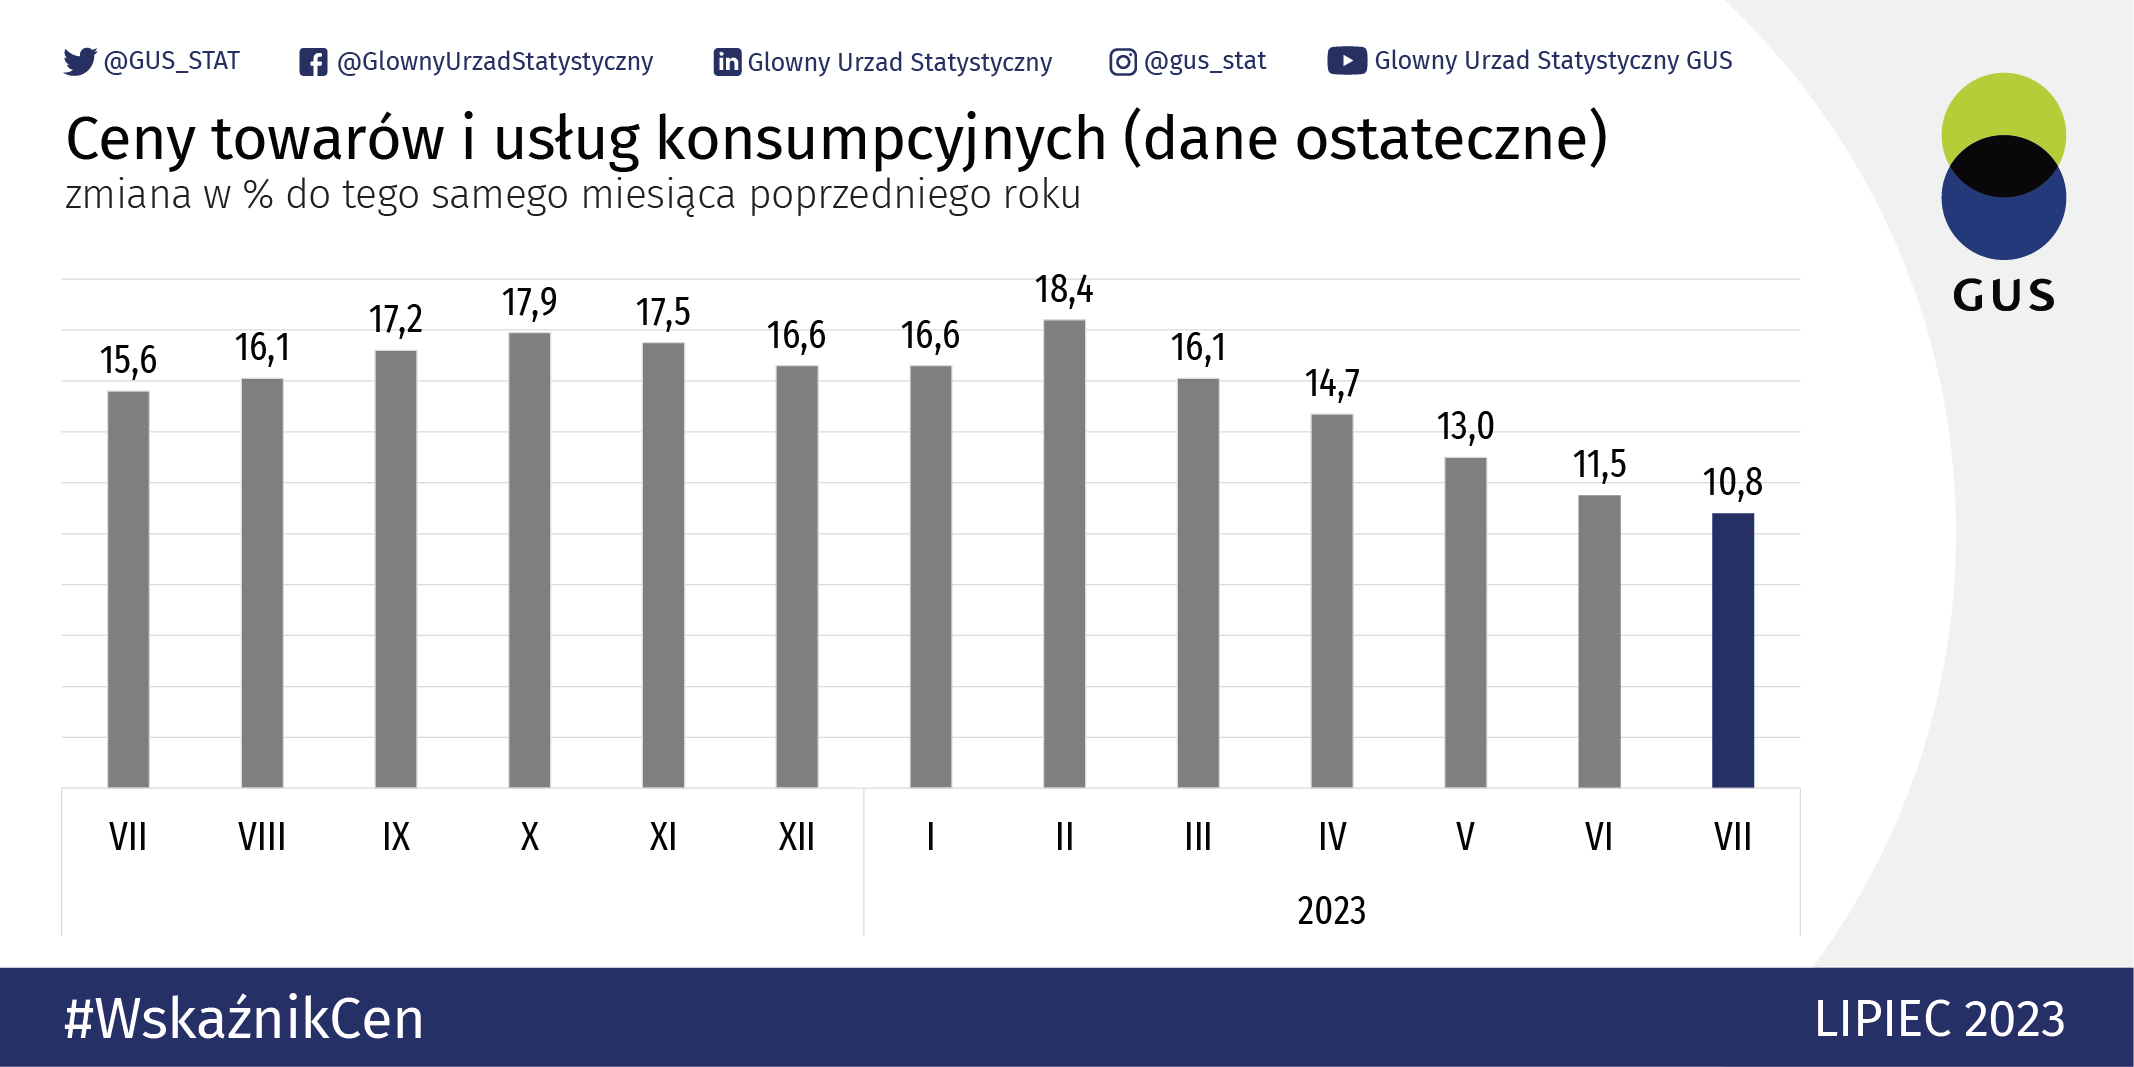 @GUS_STAT @GlownyUrzadStatystyczny Glowny Urzad Statystyczny @gus_stat Glowny Urzad Statystyczny GUS
Ceny towarów i usług konsumpcyjnych (dane ostateczne)
zmiana w % do tego samego miesiąca poprzedniego roku
GUS
15,6 16,1 17,2 17,9 17,5 16,6 16,6 18,4 16,1 14,7 13,0 11,5 10,8
VII VIII IX X XI XII I II III IV V VI VII
2023
#WskaźnikCen LIPIEC 2023